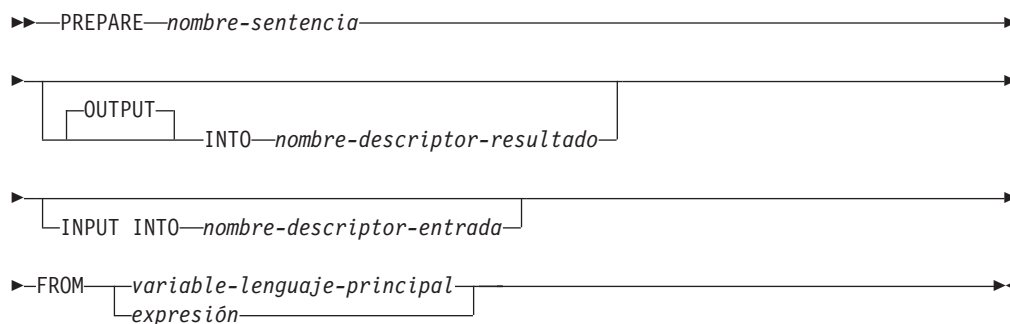 PREPARE nombre-sentencia
OUTPUT
INTO nombre-descriptor-resultado
INPUT INTO nombre-descriptor-entrada
FROM variable-lenguaje-principal
expresión